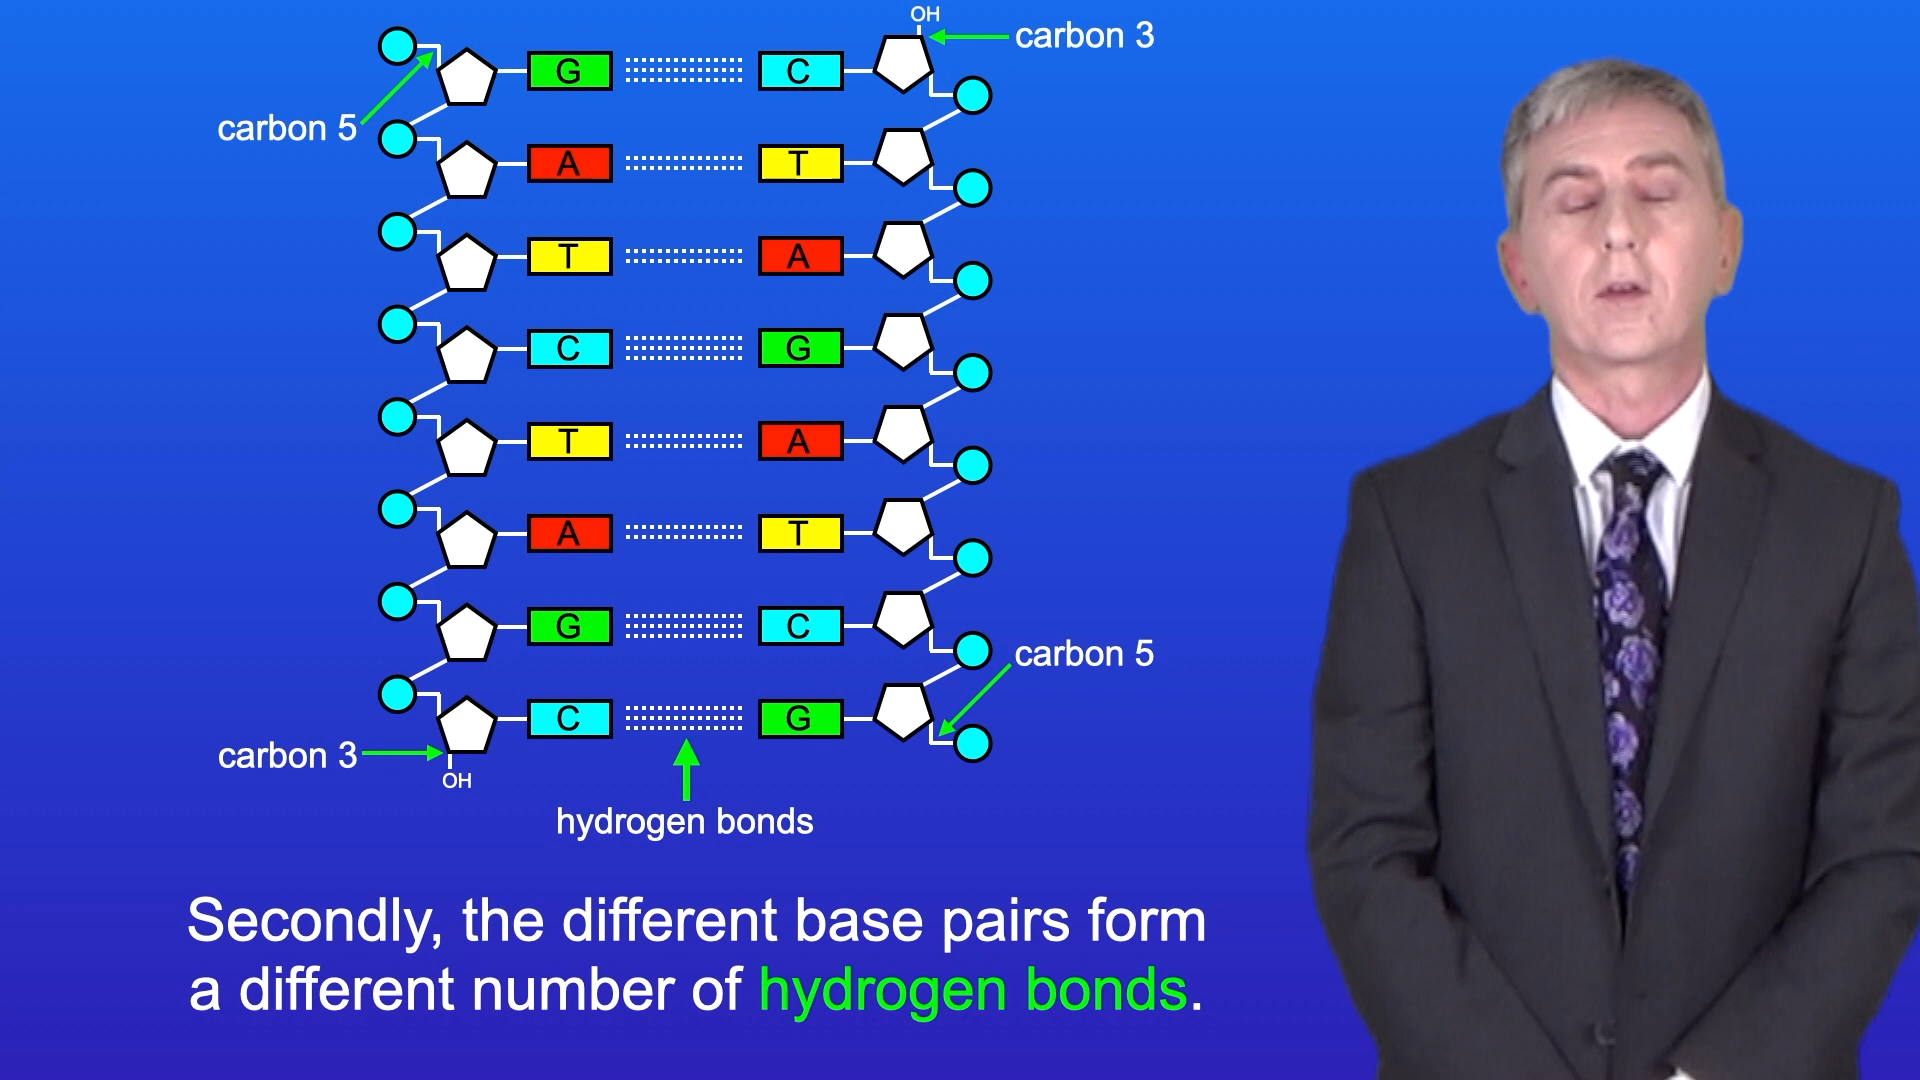 OH
carbon 3
G C
carbon 5
A T
T A
C G
T A
A T
G C
carbon 5
C G
carbon 3
OH
hydrogen bonds
Secondly, the different base pairs form
a different number of hydrogen bonds.